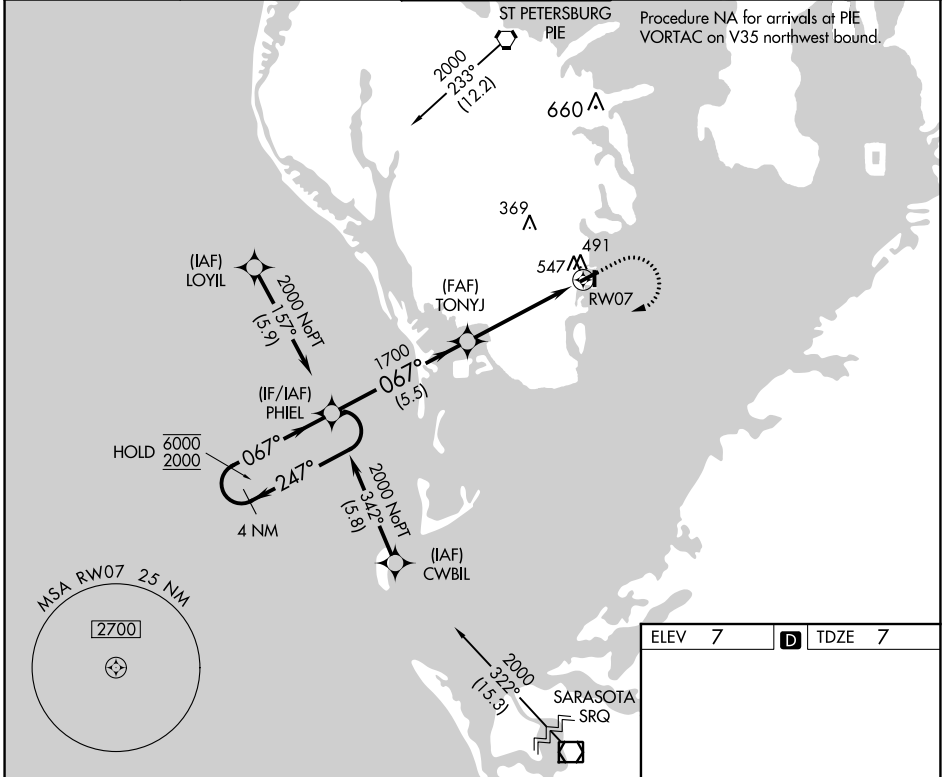 ST PETERSBURG
PIE
Procedure NA for arrivals at PIE
VORTAC on V35 northwest bound.
2000
233°
(12.2)
660
369
491
547
RW07
(IAF)
LOYIL
2000 NoPT
157°
(5.9)
(FAF)
TONYJ
1700
067°
(5.5)
(IF/IAF)
PHIEL
HOLD
6000
2000
067°
247°
4 NM
2000 NoPT
342°
(5.8)
(IAF)
CWBIL
MSA RW07 25 NM
2700
2000
322°
(15.3)
SARASOTA
SRQ
ELEV 7 D TDZE 7